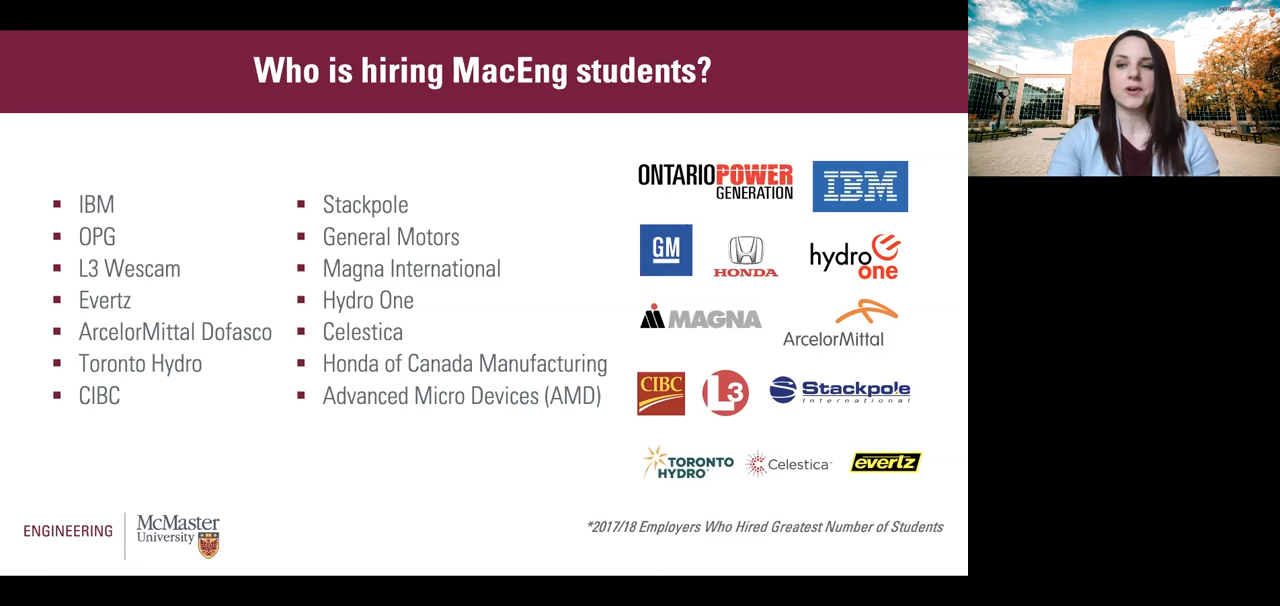 Who is hiring MacEng students?
IBM
OPG
L3 Wescam
Evertz
ArcelorMittal Dofasco
Toronto Hydro
CIBC
Stackpole
General Motors
Magna International
Hydro One
Celestica
Honda of Canada Manufacturing
Advanced Micro Devices (AMD)
ONTARIOPOWER
GENERATION
IBM
GM
HONDA
hydro
one
MAGNA
ArcelorMittal
CIBC
L3
Stackpole
International
TORONTO
HYDRO
Celestica
evertz
ENGINEERING
McMaster
University
*2017/18 Employers Who Hired Greatest Number of Students